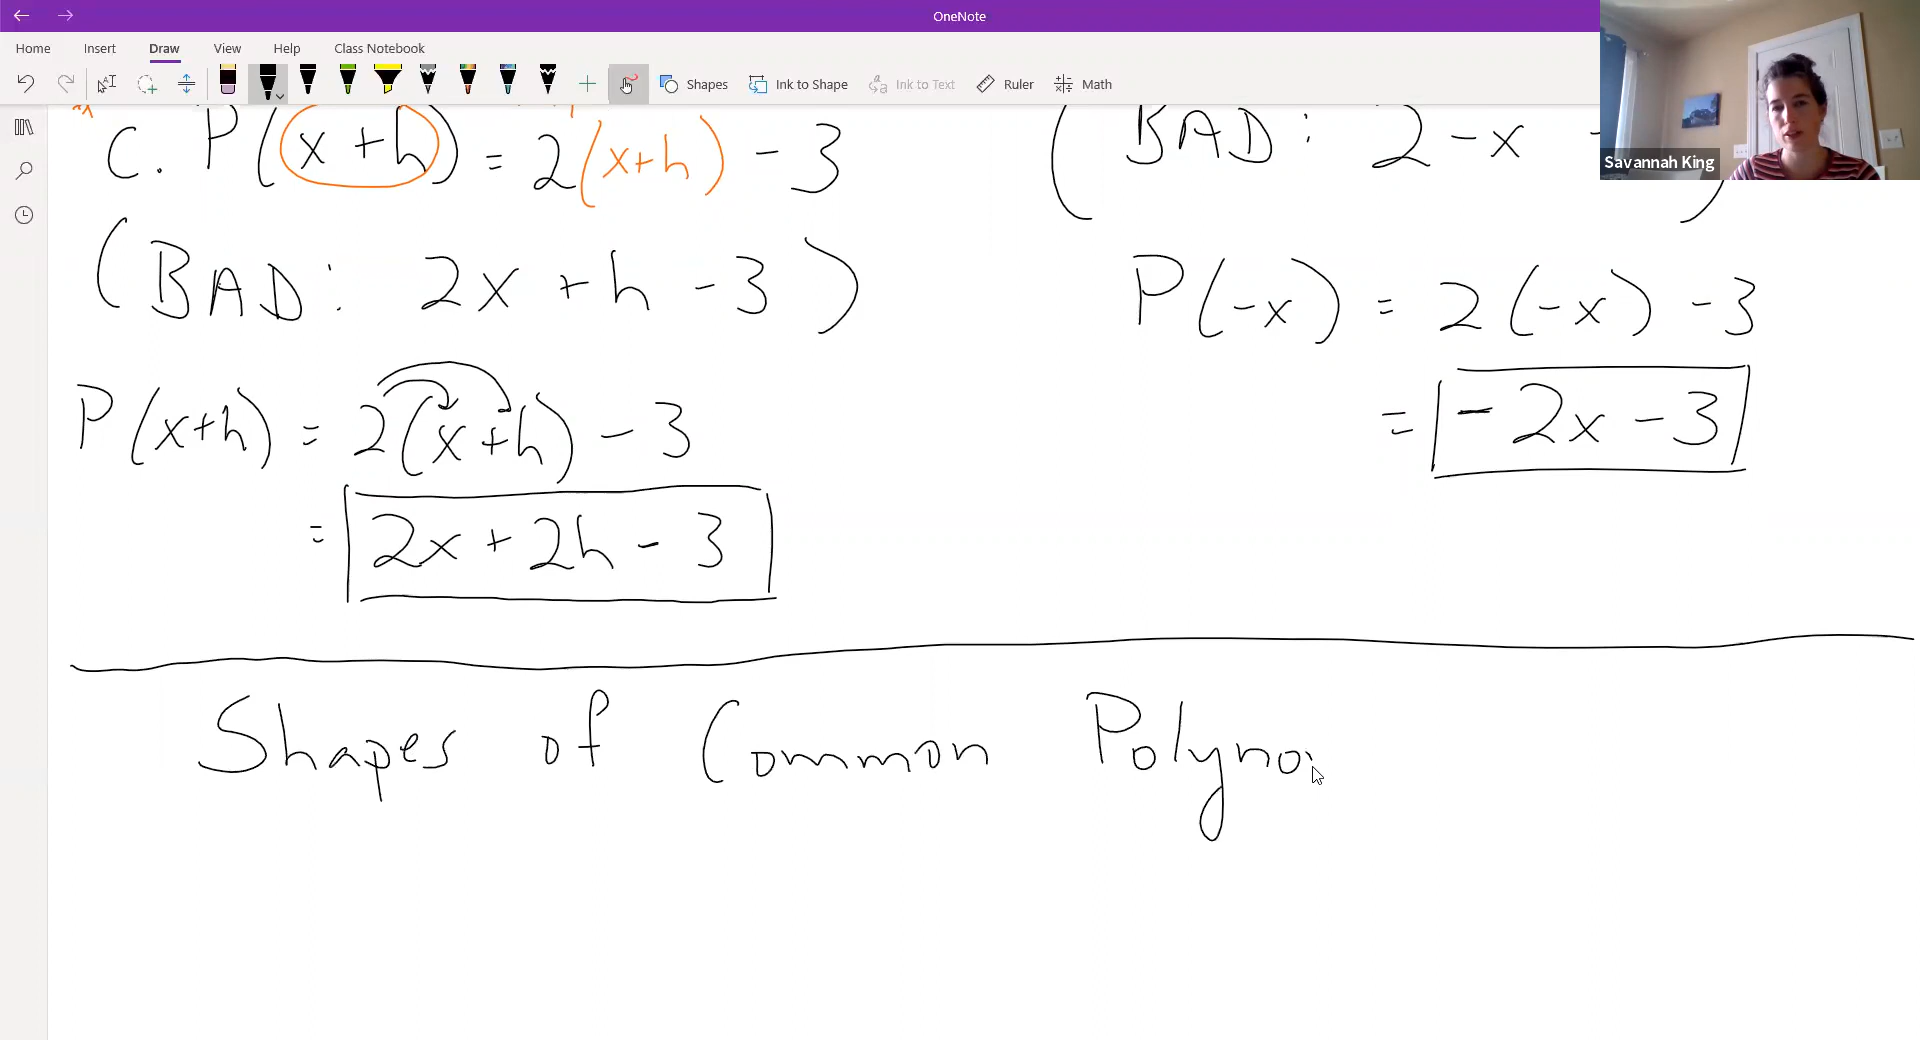 OneNote
Home Insert Draw View Help Class Notebook
Shapes Ink to Shape Ink to Text Ruler Math
Savannah King
C. P(x+h) = 2(x+h) - 3
(BAD: 2x + h - 3)
P(x+h) = 2(x+h) - 3
= 2x + 2h - 3
(BAD: 2 - x
P(-x) = 2(-x) - 3
= -2x - 3
Shapes of Common Polyno